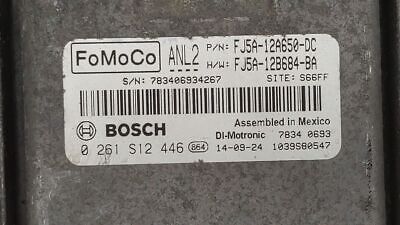 FoMoCo ANL2 P/N: FJ5A-12A650-DC
H/W: FJ5A-12B684-BA
S/N: 783406934267 SITE: S66FF
BOSCH Assembled in Mexico
DI-Motronic 7834 0693
0 261 S12 446 864 14-09-24 1039S80547